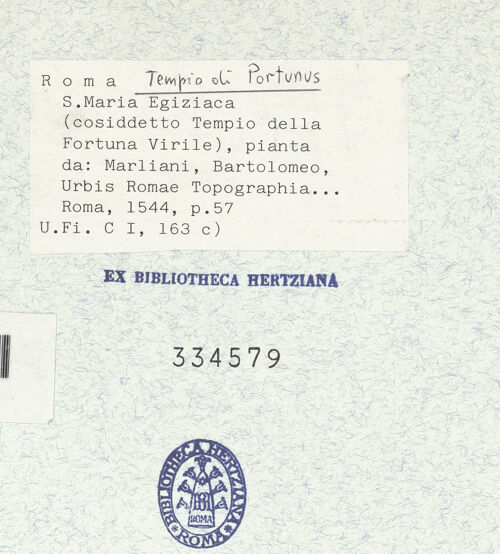 Roma Tempio di Portunus
S.Maria Egiziaca
(cosiddetto Tempio della
Fortuna Virile), pianta
da: Marliani, Bartolomeo,
Urbis Romae Topographia...
Roma, 1544, p.57
U.Fi. C I, 163 c)
EX BIBLIOTHECA HERTZIANA
334579
*BIBLIOTHECA HERTZIANA*
ROMA
ROMA